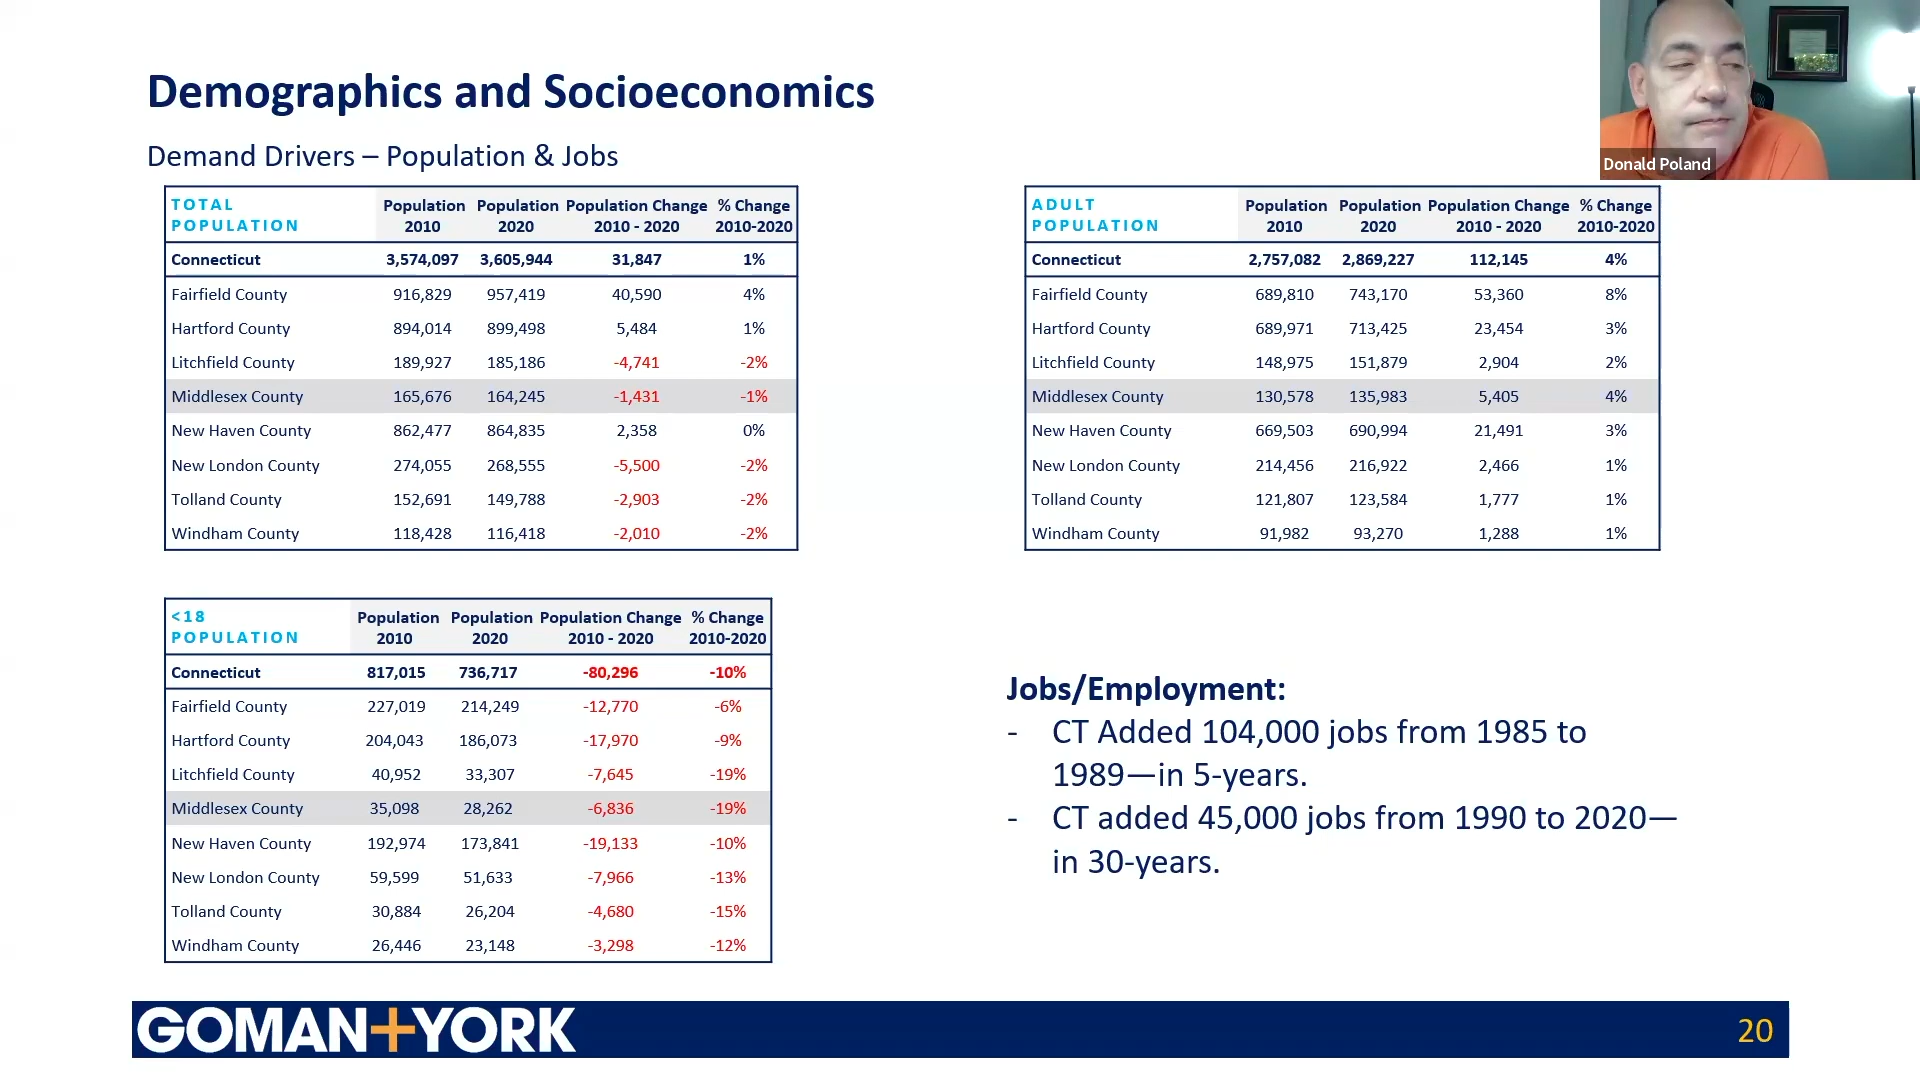 Demographics and Socioeconomics
Demand Drivers – Population & Jobs
TOTAL POPULATION Population 2010 Population 2020 Population Change 2010 - 2020 % Change 2010-2020
Connecticut 3,574,097 3,605,944 31,847 1%
Fairfield County 916,829 957,419 40,590 4%
Hartford County 894,014 899,498 5,484 1%
Litchfield County 189,927 185,186 -4,741 -2%
Middlesex County 165,676 164,245 -1,431 -1%
New Haven County 862,477 864,835 2,358 0%
New London County 274,055 268,555 -5,500 -2%
Tolland County 152,691 149,788 -2,903 -2%
Windham County 118,428 116,418 -2,010 -2%
Donald Poland
ADULT POPULATION Population 2010 Population 2020 Population Change 2010 - 2020 % Change 2010-2020
Connecticut 2,757,082 2,869,227 112,145 4%
Fairfield County 689,810 743,170 53,360 8%
Hartford County 689,971 713,425 23,454 3%
Litchfield County 148,975 151,879 2,904 2%
Middlesex County 130,578 135,983 5,405 4%
New Haven County 669,503 690,994 21,491 3%
New London County 214,456 216,922 2,466 1%
Tolland County 121,807 123,584 1,777 1%
Windham County 91,982 93,270 1,288 1%
<18 POPULATION Population 2010 Population 2020 Population Change 2010 - 2020 % Change 2010-2020
Connecticut 817,015 736,717 -80,296 -10%
Fairfield County 227,019 214,249 -12,770 -6%
Hartford County 204,043 186,073 -17,970 -9%
Litchfield County 40,952 33,307 -7,645 -19%
Middlesex County 35,098 28,262 -6,836 -19%
New Haven County 192,974 173,841 -19,133 -10%
New London County 59,599 51,633 -7,966 -13%
Tolland County 30,884 26,204 -4,680 -15%
Windham County 26,446 23,148 -3,298 -12%
Jobs/Employment:
- CT Added 104,000 jobs from 1985 to
1989—in 5-years.
- CT added 45,000 jobs from 1990 to 2020—
in 30-years.
GOMAN+YORK
20